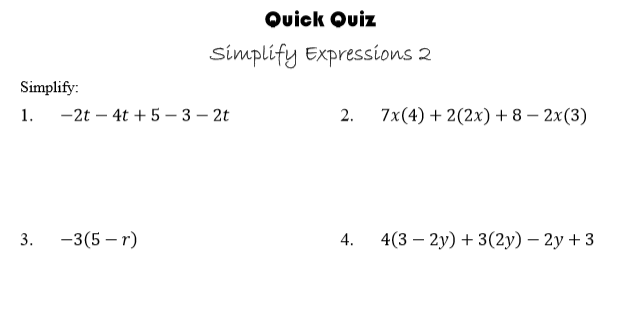 Quick Quiz
Simplify Expressions 2
Simplify:
1. −2t − 4t + 5 − 3 − 2t
2. 7x(4) + 2(2x) + 8 − 2x(3)
3. −3(5 − r)
4. 4(3 − 2y) + 3(2y) − 2y + 3